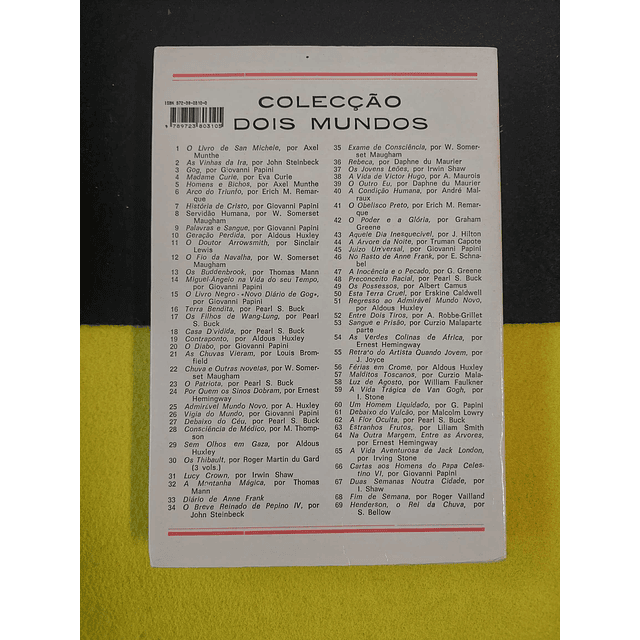 ISBN 972-38-0310-0
COLECÇÃO
DOIS MUNDOS
9 789723 803105
1 O Livro de San Michele, por Axel
Munthe
2 As Vinhas da Ira, por John Steinbeck
3 Gog, por Giovanni Papini
4 Madame Curie, por Eva Curie
5 Homens e Bichos, por Axel Munthe
6 Arco do Triunfo, por Erich M. Remar-
que
7 História de Cristo, por Giovanni Papini
8 Servidão Humana, por W. Somerset
Maugham
9 Palavras e Sangue, por Giovanni Papini
10 Geração Perdida, por Aldous Huxley
11 O Doutor Arrowsmith, por Sinclair
Lewis
12 O Fio da Navalha, por W. Somerset
Maugham
13 Os Buddenbrook, por Thomas Mann
14 Miguel-Angelo na Vida do seu Tempo,
por Giovanni Papini
15 O Livro Negro - «Novo Diário de Gog»,
por Giovanni Papini
16 Terra Bendita, por Pearl S. Buck
17 Os Filhos de Wang-Lung, por Pearl
S. Buck
18 Casa Dividida, por Pearl S. Buck
19 Contraponto, por Aldous Huxley
20 O Diabo, por Giovanni Papini
21 As Chuvas Vieram, por Louis Brom-
field
22 Chuva e Outras Novelas, por W. Somer-
set Maugham
23 O Patriota, por Pearl S. Buck
24 Por Quem os Sinos Dobram, por Ernest
Hemingway
25 Admirável Mundo Novo, por A. Huxley
26 Vigia do Mundo, por Giovanni Papini
27 Debaixo do Céu, por Pearl S. Buck
28 Consciência de Médico, por M. Thomp-
son
29 Sem Olhos em Gaza, por Aldous
Huxley
30 Os Thibault, por Roger Martin du Gard
(3 vols.)
31 Lucy Crown, por Irwin Shaw
32 A Montanha Mágica, por Thomas
Mann
33 Diário de Anne Frank
34 O Breve Reinado de Pepino IV, por
John Steinbeck
35 Exame de Consciência, por W. Somer-
set Maugham
36 Rebeca, por Daphne du Maurier
37 Os Jovens Leões, por Irwin Shaw
38 A Vida de Victor Hugo, por A. Maurois
39 O Outro Eu, por Daphne du Maurier
40 A Condição Humana, por André Mal-
raux
41 O Obelisco Preto, por Erich M. Remar-
que
42 O Poder e a Glória, por Graham
Greene
43 Aquele Dia Inesquecível, por J. Hilton
44 A Árvore da Noite, por Truman Capote
45 Juízo Universal, por Giovanni Papini
46 No Rasto de Anne Frank, por E. Schna-
bel
47 A Inocência e o Pecado, por G. Greene
48 Preconceito Racial, por Pearl S. Buck
49 Os Possessos, por Albert Camus
50 Esta Terra Cruel, por Erskine Caldwell
51 Regresso ao Admirável Mundo Novo,
por Aldous Huxley
52 Entre Dois Tiros, por A. Robbe-Grillet
53 Sangue e Prisão, por Curzio Malaparte
parte
54 As Verdes Colinas de África, por
Ernest Hemingway
55 Retrato do Artista Quando Jovem, por
J. Joyce
56 Férias em Crome, por Aldous Huxley
57 Malditos Toscanos, por Curzio Mala-
58 Luz de Agosto, por William Faulkner
59 A Vida Trágica de Van Gogh, por
I. Stone
60 Um Homem Liquidado, por G. Papini
61 Debaixo do Vulcão, por Malcolm Lowry
62 A Flor Oculta, por Pearl S. Buck
63 Estranhos Frutos, por Lilian Smith
64 Na Outra Margem, Entre as Árvores,
por Ernest Hemingway
65 A Vida Aventurosa de Jack London,
por Irving Stone
66 Cartas aos Homens do Papa Celes-
tino VI, por Giovanni Papini
67 Duas Semanas Noutra Cidade, por
I. Shaw
68 Fim de Semana, por Roger Vailland
69 Henderson, o Rei da Chuva, por
S. Bellow